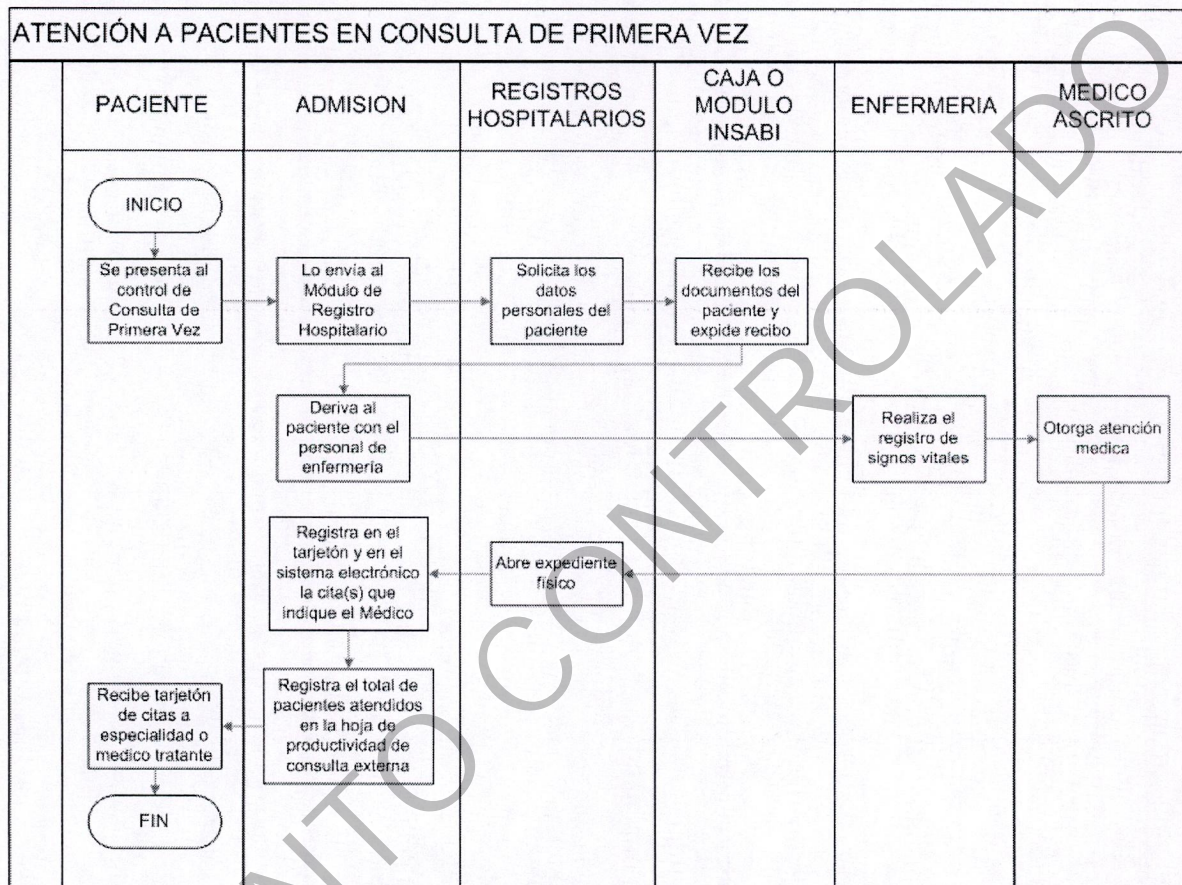 ATENCIÓN A PACIENTES EN CONSULTA DE PRIMERA VEZ
PACIENTE
ADMISION
REGISTROS
HOSPITALARIOS
CAJA O
MODULO
INSABI
ENFERMERIA
MEDICO
ASCRITO
INICIO
Se presenta al
control de
Consulta de
Primera Vez
Lo envía al
Módulo de
Registro
Hospitalario
Solicita los
datos
personales del
paciente
Recibe los
documentos del
paciente y
expide recibo
Deriva al
paciente con el
personal de
enfermería
Realiza el
registro de
signos vitales
Otorga atención
medica
Abre expediente
físico
Registra en el
tarjetón y en el
sistema electrónico
la cita(s) que
indique el Médico
Registra el total de
pacientes atendidos
en la hoja de
productividad de
consulta externa
Recibe tarjetón
de citas a
especialidad o
medico tratante
FIN
NTO CONTROLADO